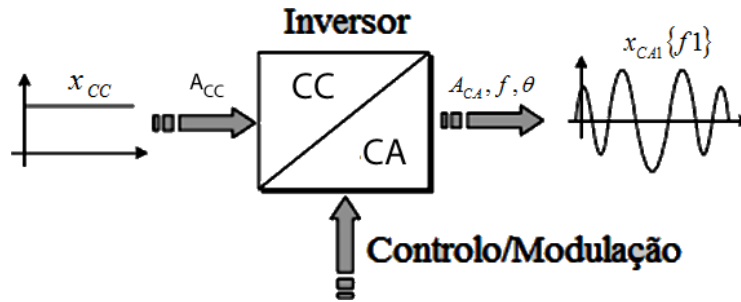 Inversor
x_CC
A_CC
CC
CA
A_CA, f, θ
x_CA1{f1}
Controlo/Modulação